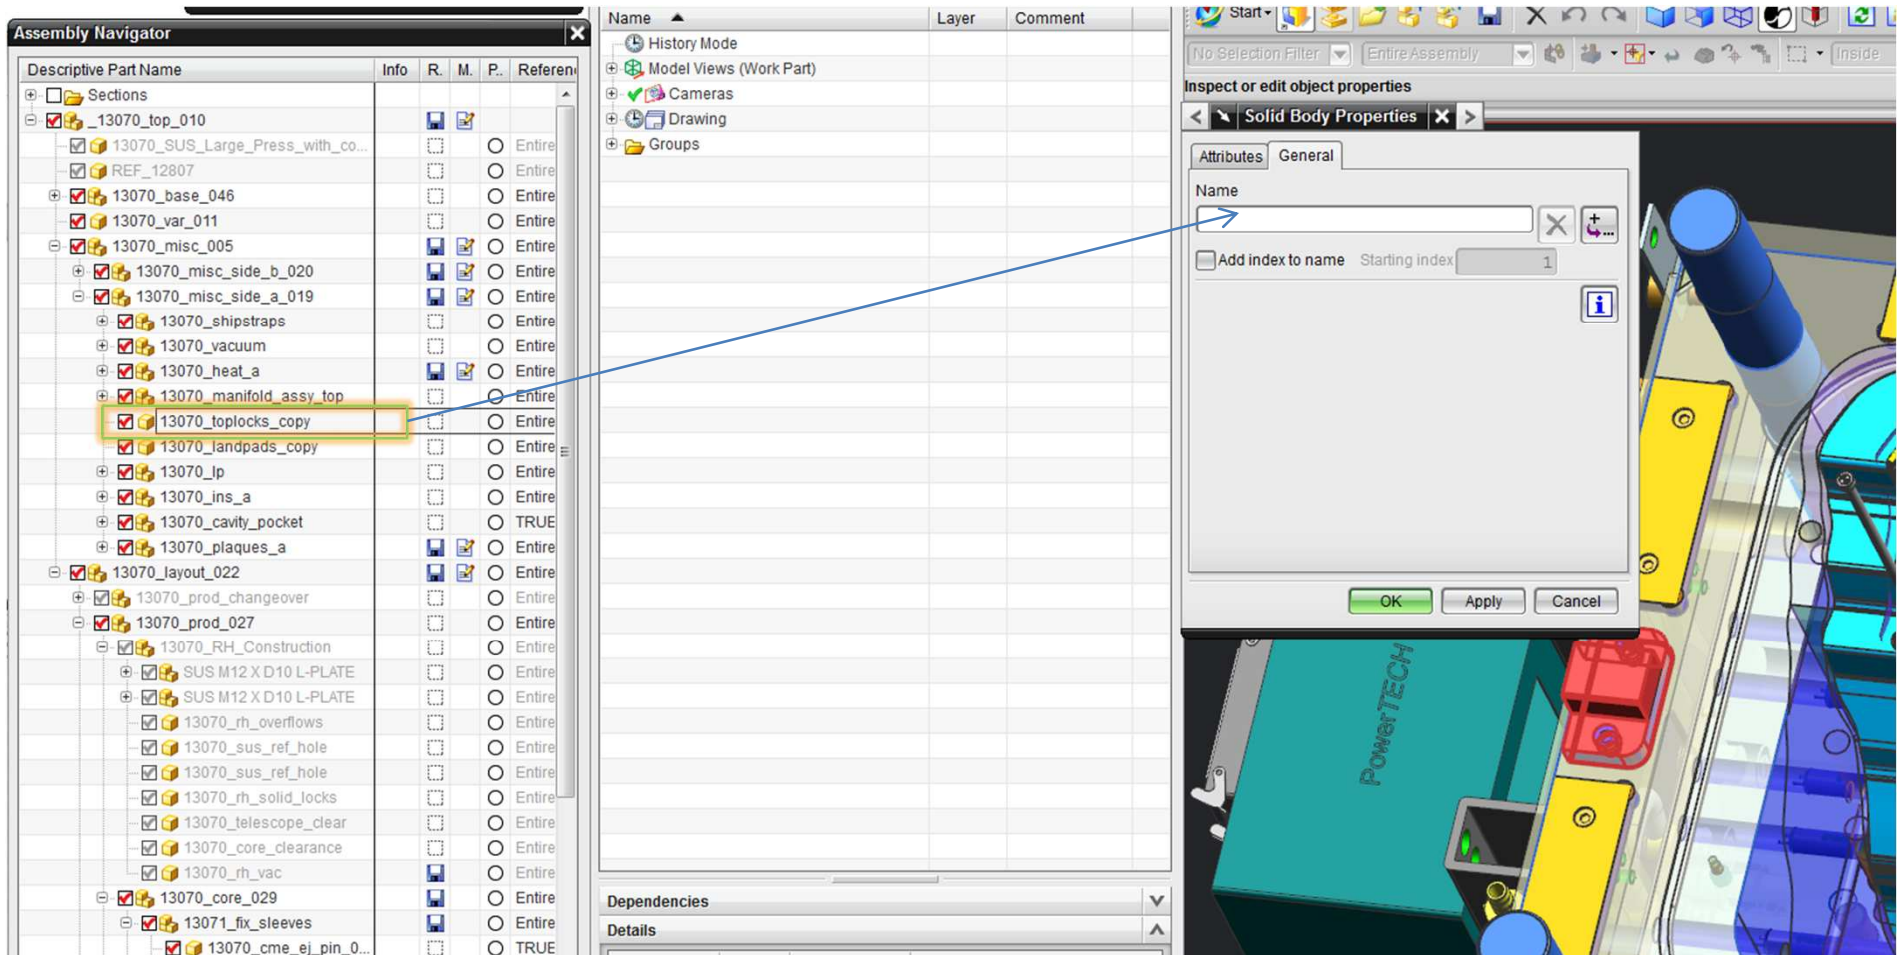 Assembly Navigator
Descriptive Part Name Info R. M. P.. Referen
Sections
_13070_top_010
13070_SUS_Large_Press_with_co... Entire
REF_12807 Entire
13070_base_046 Entire
13070_var_011 Entire
13070_misc_005 Entire
13070_misc_side_b_020 Entire
13070_misc_side_a_019 Entire
13070_shipstraps Entire
13070_vacuum Entire
13070_heat_a Entire
13070_manifold_assy_top Entire
13070_toplocks_copy Entire
13070_landpads_copy Entire
13070_lp Entire
13070_ins_a Entire
13070_cavity_pocket TRUE
13070_plaques_a Entire
13070_layout_022 Entire
13070_prod_changeover Entire
13070_prod_027 Entire
13070_RH_Construction Entire
SUS M12 X D10 L-PLATE Entire
SUS M12 X D10 L-PLATE Entire
13070_rh_overflows Entire
13070_sus_ref_hole Entire
13070_sus_ref_hole Entire
13070_rh_solid_locks Entire
13070_telescope_clear Entire
13070_core_clearance Entire
13070_rh_vac Entire
13070_core_029 Entire
13071_fix_sleeves Entire
13070_cme_ej_pin_0... TRUE
Name Layer Comment
History Mode
Model Views (Work Part)
Cameras
Drawing
Groups
Dependencies
Details
Start
No Selection Filter Entire Assembly Inside
Inspect or edit object properties
Solid Body Properties
Attributes General
Name
Add index to name Starting index 1
OK Apply Cancel
PowerTECH